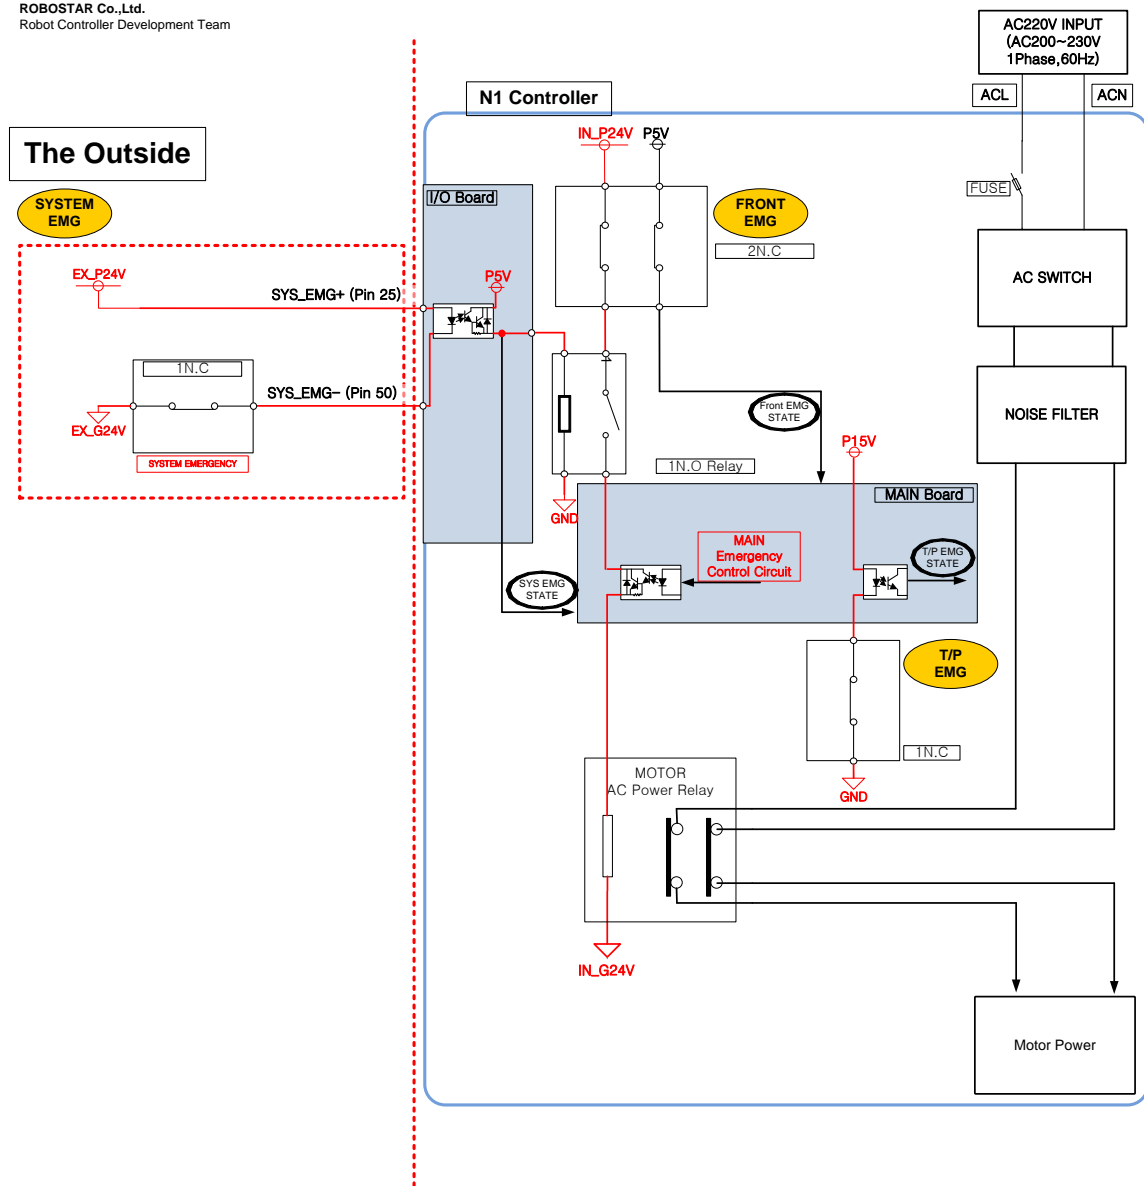 ROBOSTAR Co.,Ltd.
Robot Controller Development Team
AC220V INPUT
(AC200~230V
1Phase,60Hz)
ACL
ACN
N1 Controller
The Outside
IN_P24V
P5V
SYSTEM
EMG
I/O Board
FRONT
EMG
FUSE
2N.C
EX_P24V
P5V
AC SWITCH
SYS_EMG+ (Pin 25)
1N.C
SYS_EMG- (Pin 50)
EX_G24V
SYSTEM EMERGENCY
Front EMG
STATE
NOISE FILTER
P15V
1N.O Relay
MAIN Board
GND
MAIN
Emergency
Control Circuit
T/P EMG
STATE
SYS EMG
STATE
T/P
EMG
1N.C
MOTOR
AC Power Relay
GND
IN_G24V
Motor Power